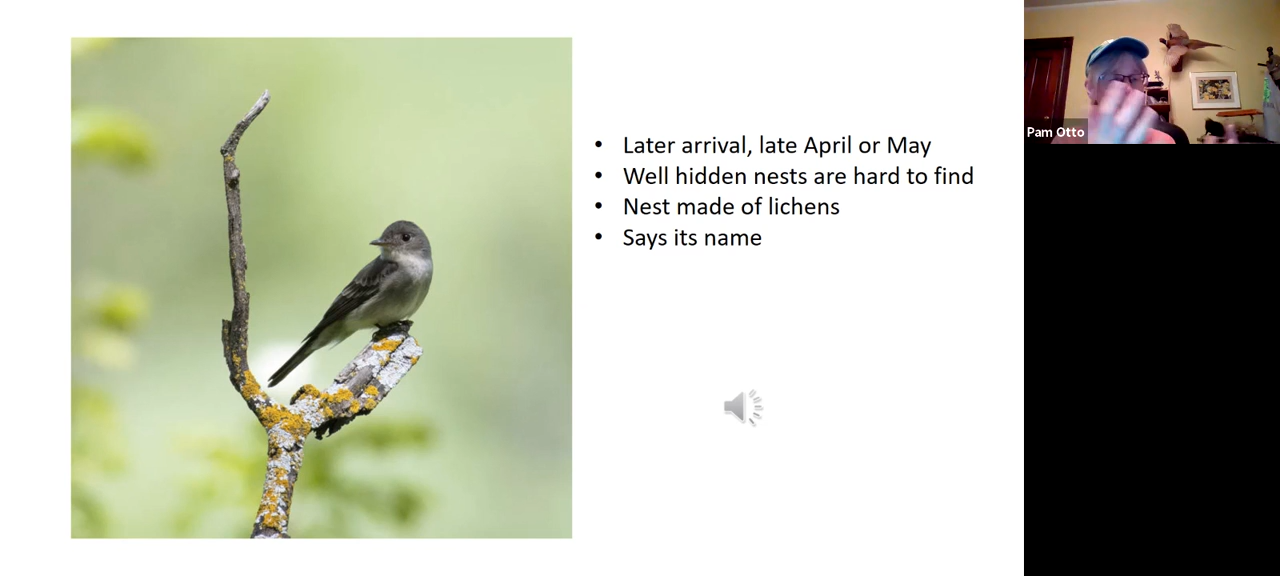 • Later arrival, late April or May
• Well hidden nests are hard to find
• Nest made of lichens
• Says its name
Pam Otto